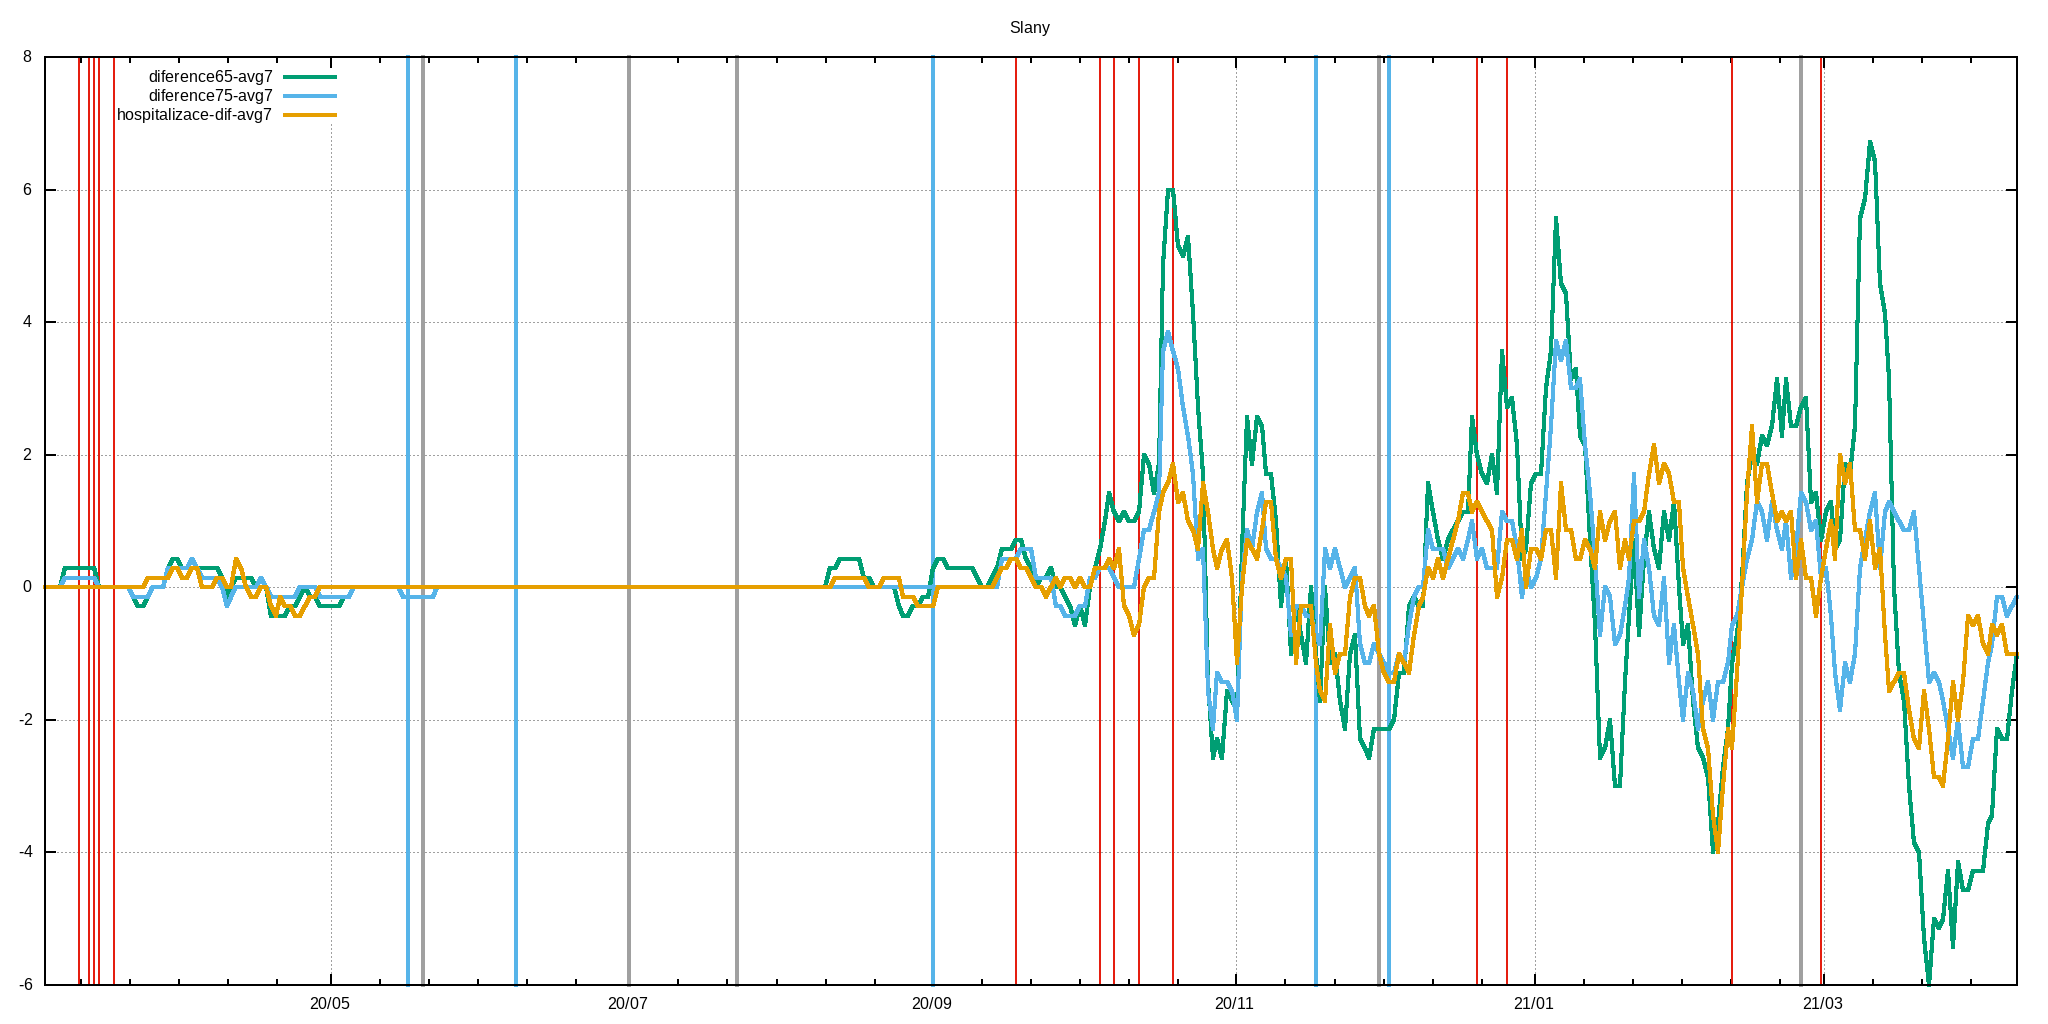 Slany
8
diference65-avg7
diference75-avg7
hospitalizace-dif-avg7
6
4
2
0
-2
-4
-6
20/05 20/07 20/09 20/11 21/01 21/03